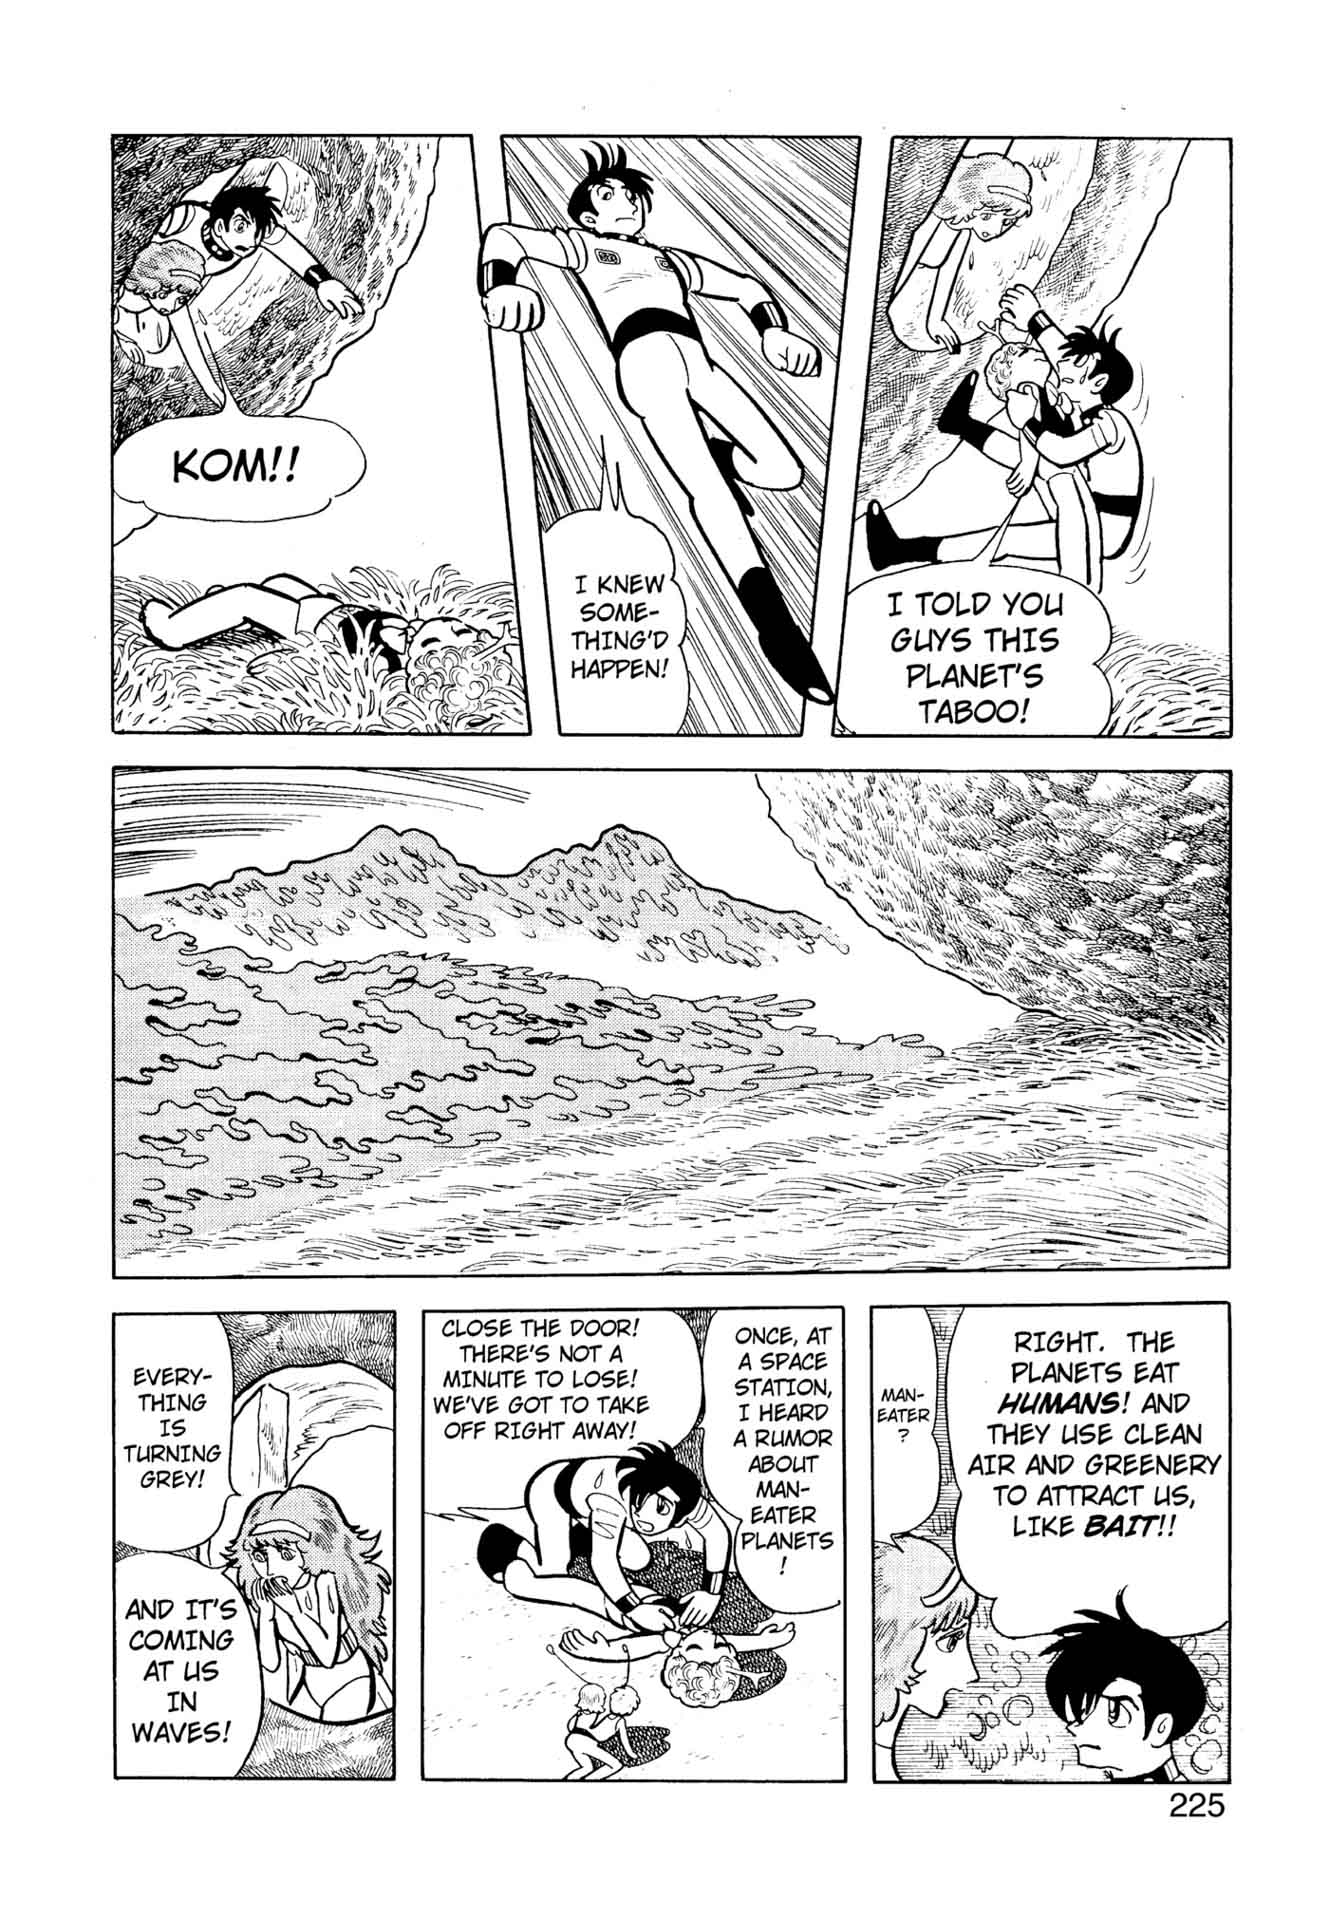 KOM!!
I KNEW
SOME-
THING'D
HAPPEN!
I TOLD YOU
GUYS THIS
PLANET'S
TABOO!
EVERY-
THING
IS
TURNING
GREY!
AND IT'S
COMING
AT US
IN
WAVES!
CLOSE THE DOOR!
THERE'S NOT A
MINUTE TO LOSE!
WE'VE GOT TO TAKE
OFF RIGHT AWAY!
ONCE, AT
A SPACE
STATION,
I HEARD
A RUMOR
ABOUT
MAN-
EATER
PLANETS
!
MAN-
EATER
?
RIGHT. THE
PLANETS EAT
HUMANS! AND
THEY USE CLEAN
AIR AND GREENERY
TO ATTRACT US,
LIKE BAIT!!
225